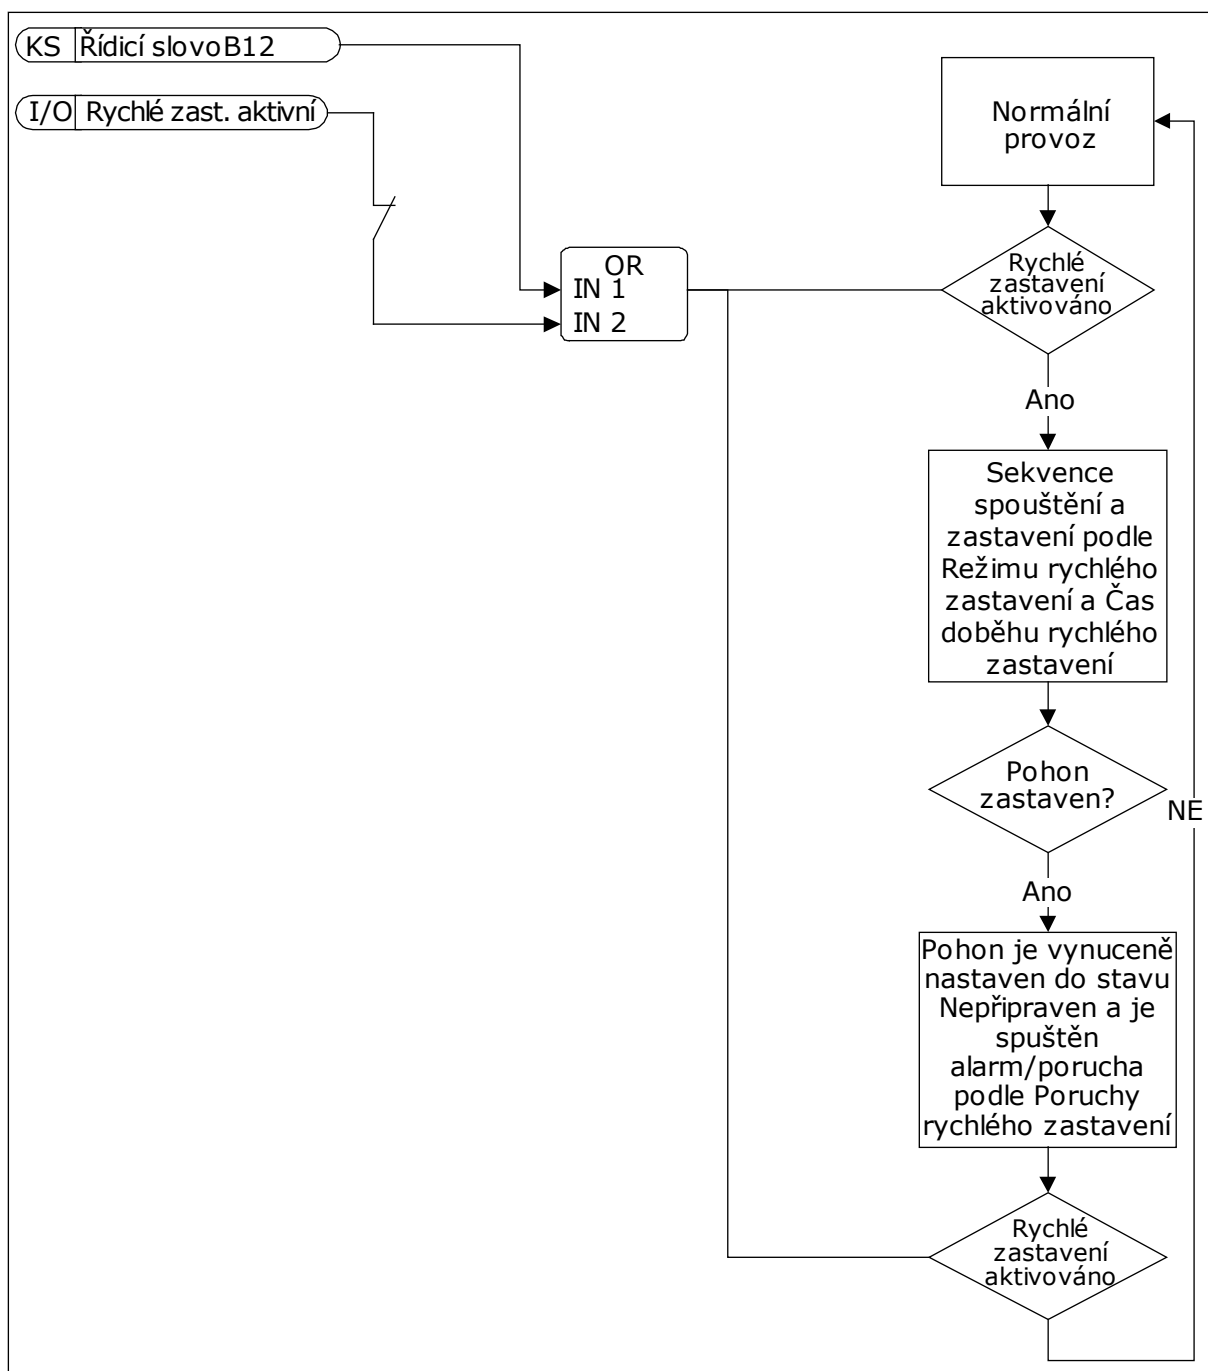 KS Řídicí slovoB12
I/O Rychlé zast. aktivní
OR
IN 1
IN 2
Normální
provoz
Rychlé
zastavení
aktivováno
Ano
Sekvence
spouštění a
zastavení podle
Režimu rychlého
zastavení a Čas
doběhu rychlého
zastavení
Pohon
zastaven?
NE
Ano
Pohon je vynuceně
nastaven do stavu
Nepřipraven a je
spuštěn
alarm/porucha
podle Poruchy
rychlého zastavení
Rychlé
zastavení
aktivováno